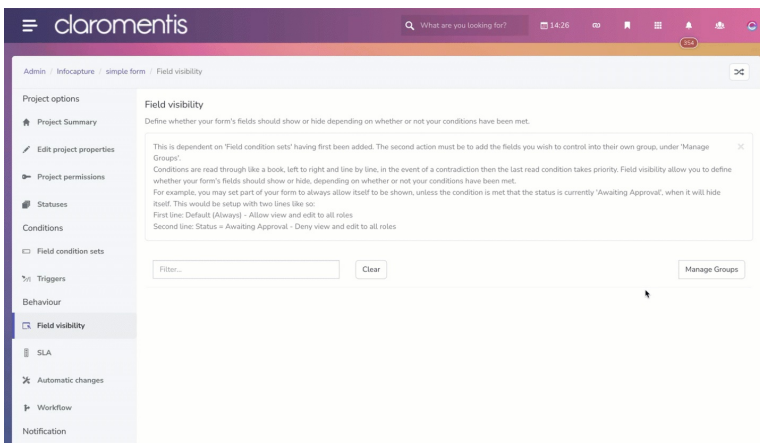 claromentis
What are you looking for?
14:26
354
Admin / Infocapture / simple form / Field visibility
Project options
Project Summary
Edit project properties
Project permissions
Statuses
Conditions
Field condition sets
Triggers
Behaviour
Field visibility
SLA
Automatic changes
Workflow
Notification
Field visibility
Define whether your form's fields should show or hide depending on whether or not your conditions have been met.
This is dependent on 'Field condition sets' having first been added. The second action must be to add the fields you wish to control into their own group, under 'Manage
Groups'.
Conditions are read through like a book, left to right and line by line, in the event of a contradiction then the last read condition takes priority. Field visibility allow you to define
whether your form's fields should show or hide, depending on whether or not your conditions have been met.
For example, you may set part of your form to always allow itself to be shown, unless the condition is met that the status is currently 'Awaiting Approval', when it will hide
itself. This would be setup with two lines like so:
First line: Default (Always) - Allow view and edit to all roles
Second line: Status = Awaiting Approval - Deny view and edit to all roles
Filter...
Clear
Manage Groups